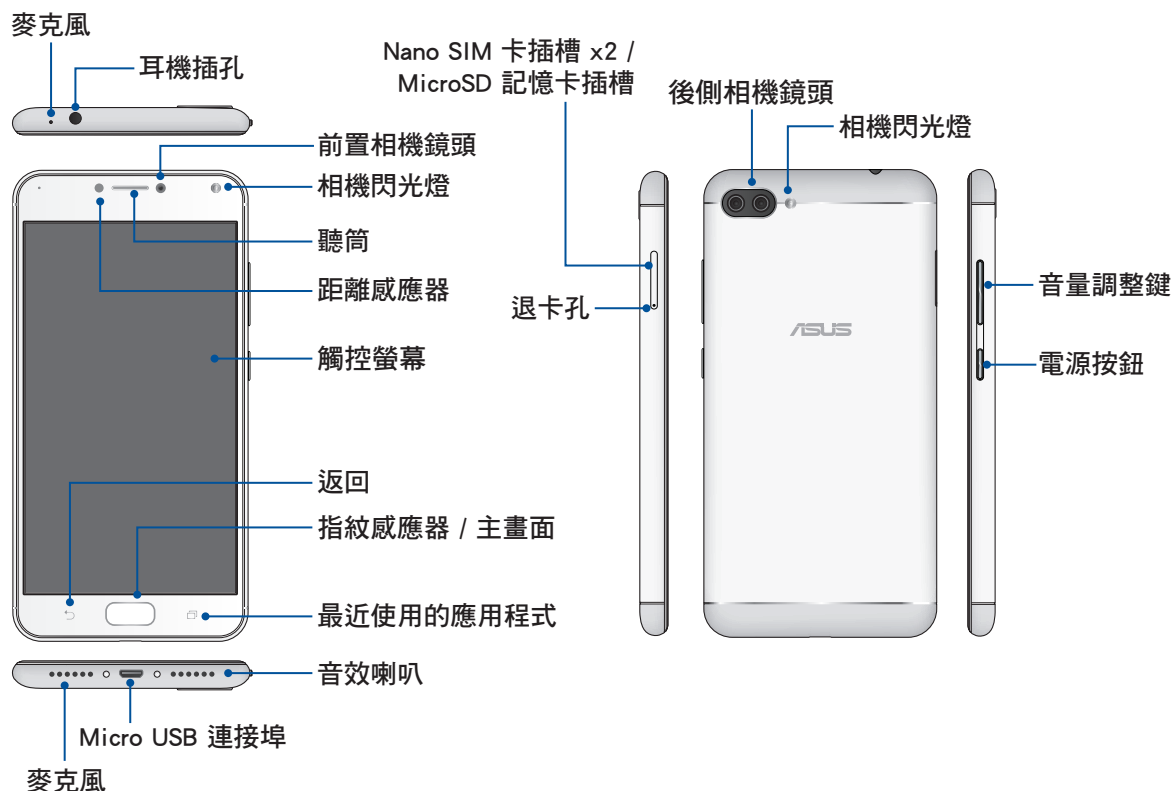 麥克風
耳機插孔
前置相機鏡頭
相機閃光燈
聽筒
距離感應器
觸控螢幕
返回
指紋感應器 / 主畫面
最近使用的應用程式
音效喇叭
Micro USB 連接埠
麥克風
Nano SIM 卡插槽 x2 /
MicroSD 記憶卡插槽
退卡孔
後側相機鏡頭
相機閃光燈
ASUS
音量調整鍵
電源按鈕